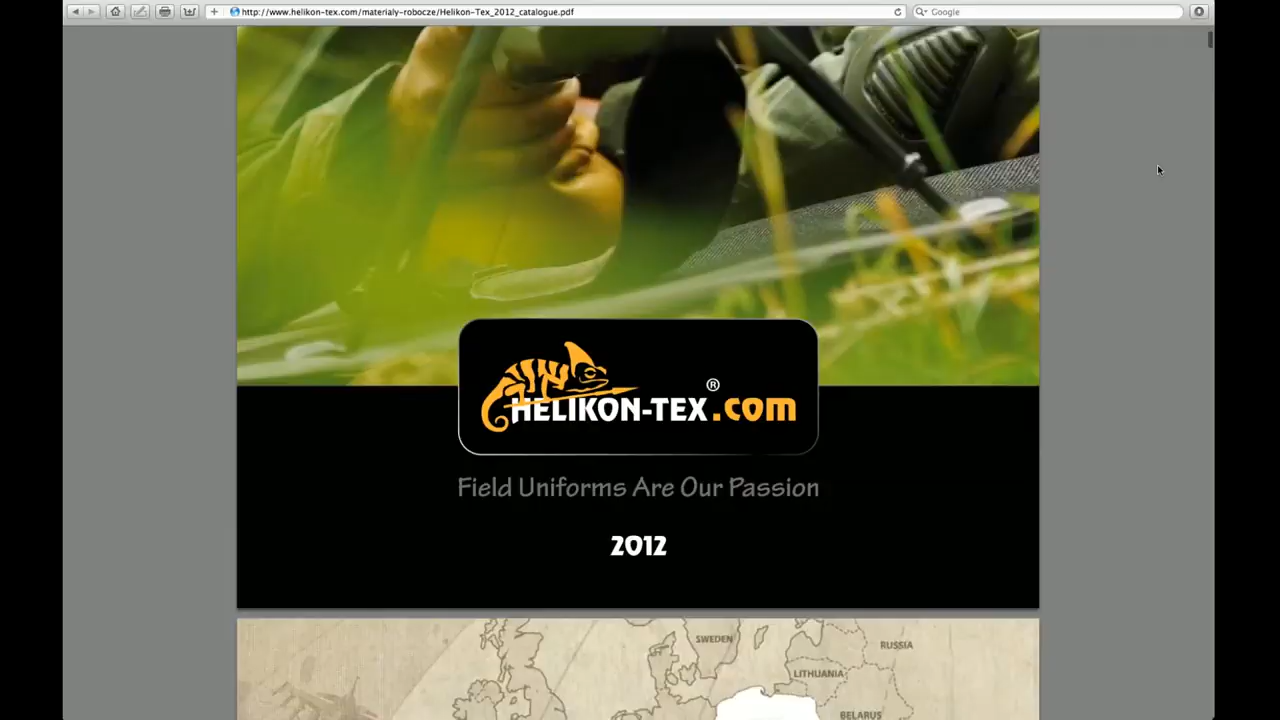 http://www.helikon-tex.com/materialy-robocze/Helikon-Tex_2012_catalogue.pdf
Google
HELIKON-TEX®.com
Field Uniforms Are Our Passion
2012
SWEDEN
RUSSIA
LITHUANIA
BELARUS